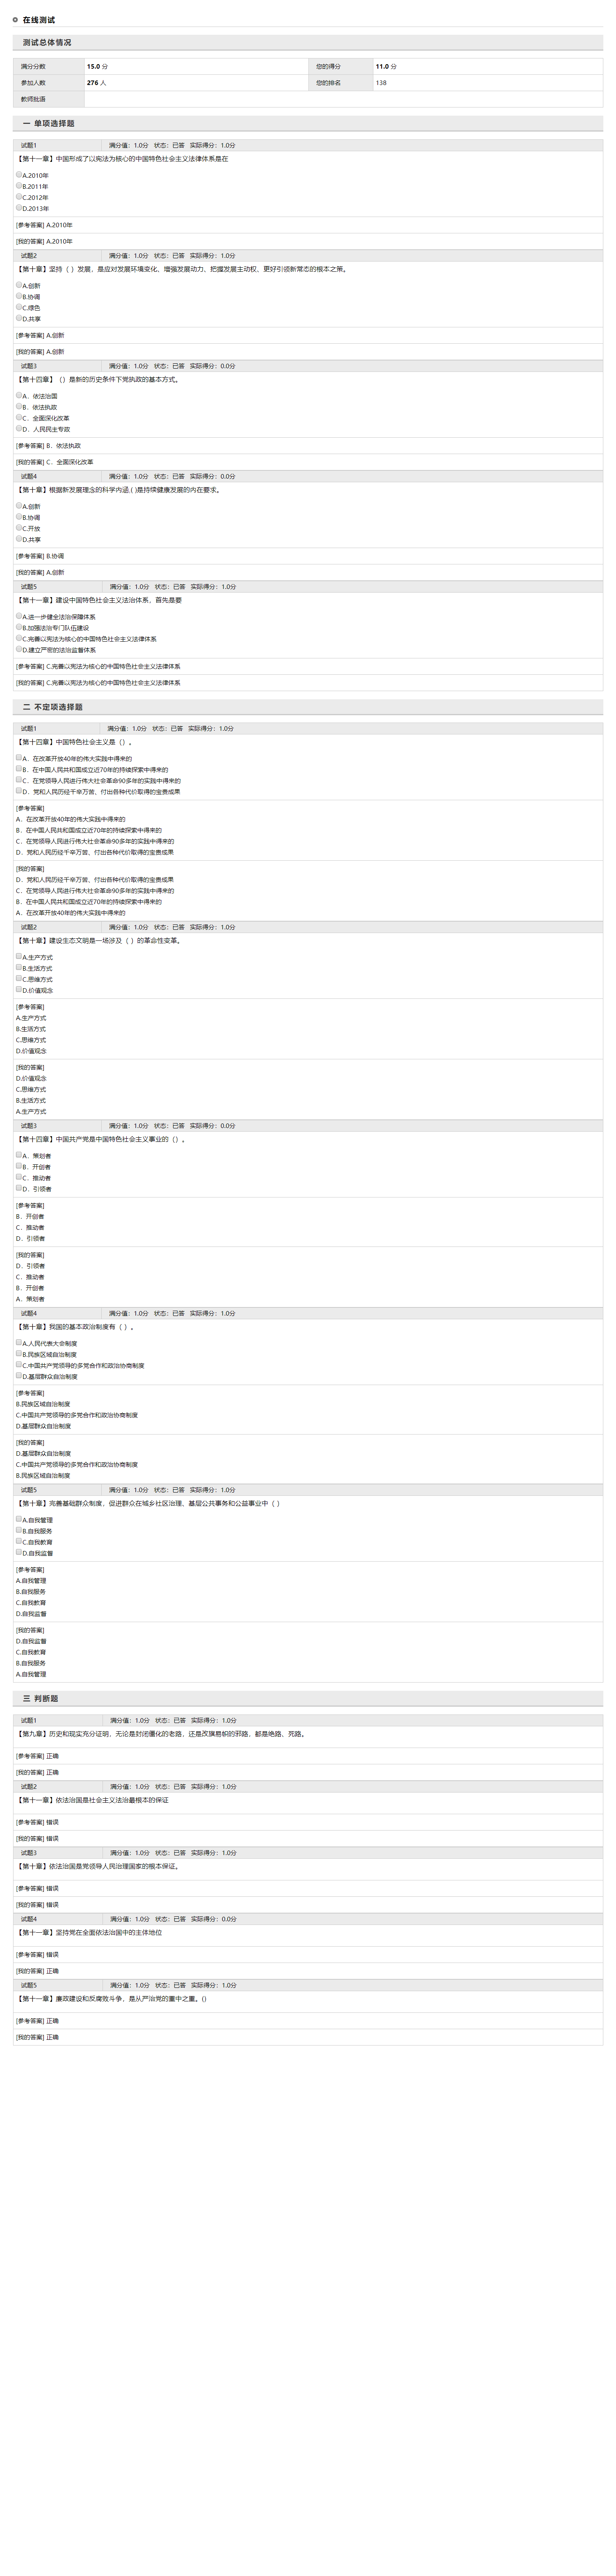 在线测试
测试总体情况
满分分数 15.0 分 您的得分 11.0 分
参加人数 276 人 您的排名 138
教师批语
一 单项选择题
试题1 满分值：1.0分 状态：已答 实际得分：1.0分
【第十一章】中国形成了以宪法为核心的中国特色社会主义法律体系是在
A.2010年
B.2011年
C.2012年
D.2013年
[参考答案] A.2010年
[我的答案] A.2010年
试题2 满分值：1.0分 状态：已答 实际得分：1.0分
【第十章】坚持（ ）发展，是应对发展环境变化、增强发展动力、把握发展主动权，更好引领新常态的根本之策。
A.创新
B.协调
C.绿色
D.共享
[参考答案] A.创新
[我的答案] A.创新
试题3 满分值：1.0分 状态：已答 实际得分：0.0分
【第十四章】（）是新的历史条件下党执政的基本方式。
A．依法治国
B．依法执政
C．全面深化改革
D．人民民主专政
[参考答案] B．依法执政
[我的答案] C．全面深化改革
试题4 满分值：1.0分 状态：已答 实际得分：0.0分
【第十章】根据新发展理念的科学内涵,( )是持续健康发展的内在要求。
A.创新
B.协调
C.开放
D.共享
[参考答案] B.协调
[我的答案] A.创新
试题5 满分值：1.0分 状态：已答 实际得分：1.0分
【第十一章】建设中国特色社会主义法治体系，首先是要
A.进一步健全法治保障体系
B.加强法治专门队伍建设
C.完善以宪法为核心的中国特色社会主义法律体系
D.建立严密的法治监督体系
[参考答案] C.完善以宪法为核心的中国特色社会主义法律体系
[我的答案] C.完善以宪法为核心的中国特色社会主义法律体系
二 不定项选择题
试题1 满分值：1.0分 状态：已答 实际得分：1.0分
【第十四章】中国特色社会主义是（）。
A．在改革开放40年的伟大实践中得来的
B．在中国人民共和国成立近70年的持续探索中得来的
C．在党领导人民进行伟大社会革命90多年的实践中得来的
D．党和人民历经千辛万苦、付出各种代价取得的宝贵成果
[参考答案]
A．在改革开放40年的伟大实践中得来的
B．在中国人民共和国成立近70年的持续探索中得来的
C．在党领导人民进行伟大社会革命90多年的实践中得来的
D．党和人民历经千辛万苦、付出各种代价取得的宝贵成果
[我的答案]
D．党和人民历经千辛万苦、付出各种代价取得的宝贵成果
C．在党领导人民进行伟大社会革命90多年的实践中得来的
B．在中国人民共和国成立近70年的持续探索中得来的
A．在改革开放40年的伟大实践中得来的
试题2 满分值：1.0分 状态：已答 实际得分：1.0分
【第十章】建设生态文明是一场涉及（ ）的革命性变革。
A.生产方式
B.生活方式
C.思维方式
D.价值观念
[参考答案]
A.生产方式
B.生活方式
C.思维方式
D.价值观念
[我的答案]
D.价值观念
C.思维方式
B.生活方式
A.生产方式
试题3 满分值：1.0分 状态：已答 实际得分：0.0分
【第十四章】中国共产党是中国特色社会主义事业的（）。
A．策划者
B．开创者
C．推动者
D．引领者
[参考答案]
B．开创者
C．推动者
D．引领者
[我的答案]
D．引领者
C．推动者
B．开创者
A．策划者
试题4 满分值：1.0分 状态：已答 实际得分：1.0分
【第十章】我国的基本政治制度有（ ）。
A.人民代表大会制度
B.民族区域自治制度
C.中国共产党领导的多党合作和政治协商制度
D.基层群众自治制度
[参考答案]
B.民族区域自治制度
C.中国共产党领导的多党合作和政治协商制度
D.基层群众自治制度
[我的答案]
D.基层群众自治制度
C.中国共产党领导的多党合作和政治协商制度
B.民族区域自治制度
试题5 满分值：1.0分 状态：已答 实际得分：1.0分
【第十章】完善基础群众制度，促进群众在城乡社区治理、基层公共事务和公益事业中（ ）
A.自我管理
B.自我服务
C.自我教育
D.自我监督
[参考答案]
A.自我管理
B.自我服务
C.自我教育
D.自我监督
[我的答案]
D.自我监督
C.自我教育
B.自我服务
A.自我管理
三 判断题
试题1 满分值：1.0分 状态：已答 实际得分：1.0分
【第九章】历史和现实充分证明，无论是封闭僵化的老路，还是改旗易帜的邪路，都是绝路、死路。
[参考答案] 正确
[我的答案] 正确
试题2 满分值：1.0分 状态：已答 实际得分：1.0分
【第十一章】依法治国是社会主义法治最根本的保证
[参考答案] 错误
[我的答案] 错误
试题3 满分值：1.0分 状态：已答 实际得分：1.0分
【第十章】依法治国是党领导人民治理国家的根本保证。
[参考答案] 错误
[我的答案] 错误
试题4 满分值：1.0分 状态：已答 实际得分：0.0分
【第十一章】坚持党在全面依法治国中的主体地位
[参考答案] 错误
[我的答案] 正确
试题5 满分值：1.0分 状态：已答 实际得分：1.0分
【第十一章】廉政建设和反腐败斗争，是从严治党的重中之重。()
[参考答案] 正确
[我的答案] 正确